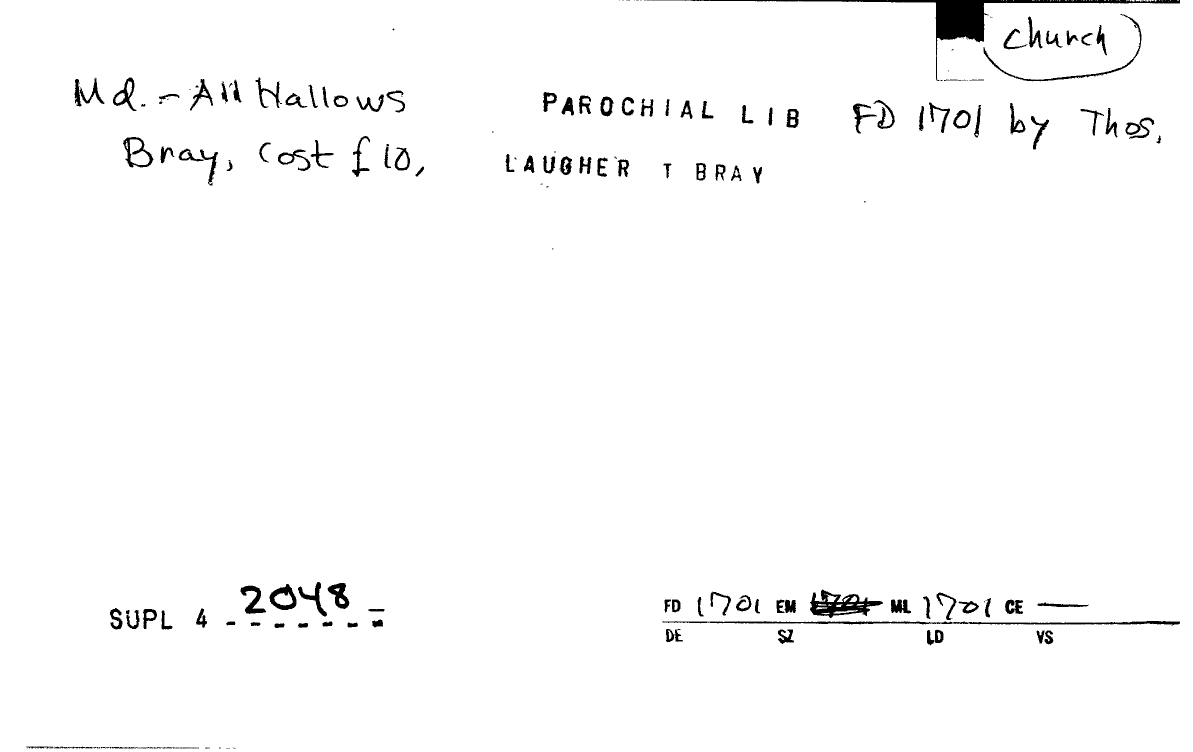 church
Md. - All Hallows PAROCHIAL LIB FD 1701 by Thos.
Bray, Cost £10, LAUGHER T BRAY
SUPL 4 2048
FD 1701 EM ML 1701 CE —
DE SZ LD VS